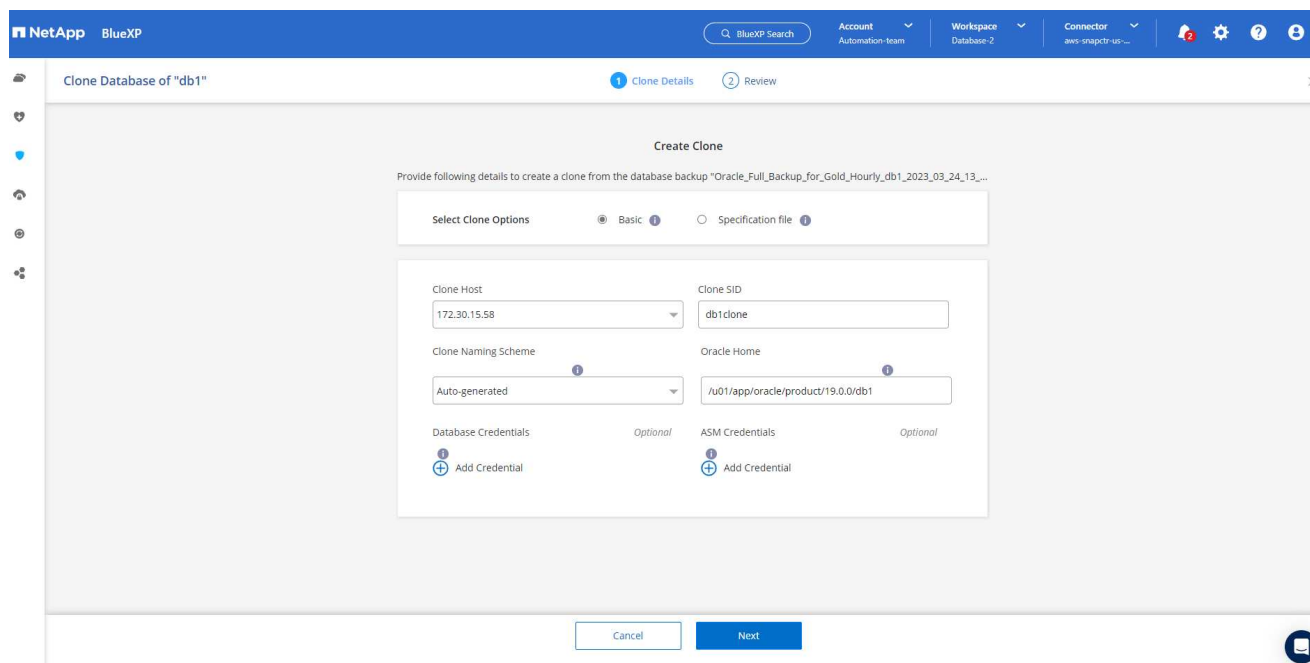 NetApp BlueXP
BlueXP Search
Account
Automation-team
Workspace
Database-2
Connector
aws-snapctr-us-...
2
Clone Database of "db1"
1 Clone Details
2 Review
Create Clone
Provide following details to create a clone from the database backup "Oracle_Full_Backup_for_Gold_Hourly_db1_2023_03_24_13_...
Select Clone Options
Basic
Specification file
Clone Host
Clone SID
172.30.15.58
db1clone
Clone Naming Scheme
Oracle Home
Auto-generated
/u01/app/oracle/product/19.0.0/db1
Database Credentials Optional
ASM Credentials Optional
Add Credential
Add Credential
Cancel
Next